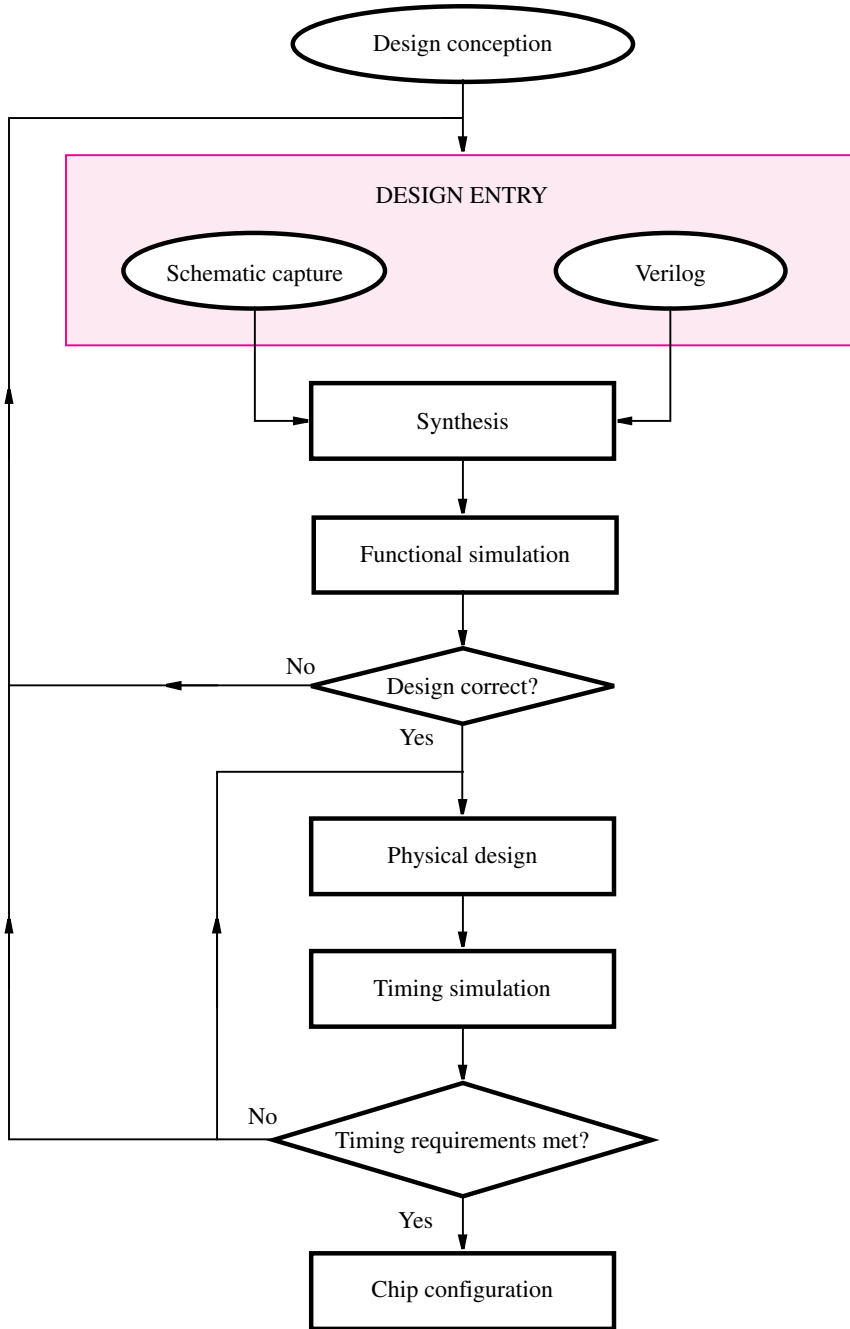 Design conception
DESIGN ENTRY
Schematic capture
Verilog
Synthesis
Functional simulation
No
Design correct?
Yes
Physical design
Timing simulation
No
Timing requirements met?
Yes
Chip configuration